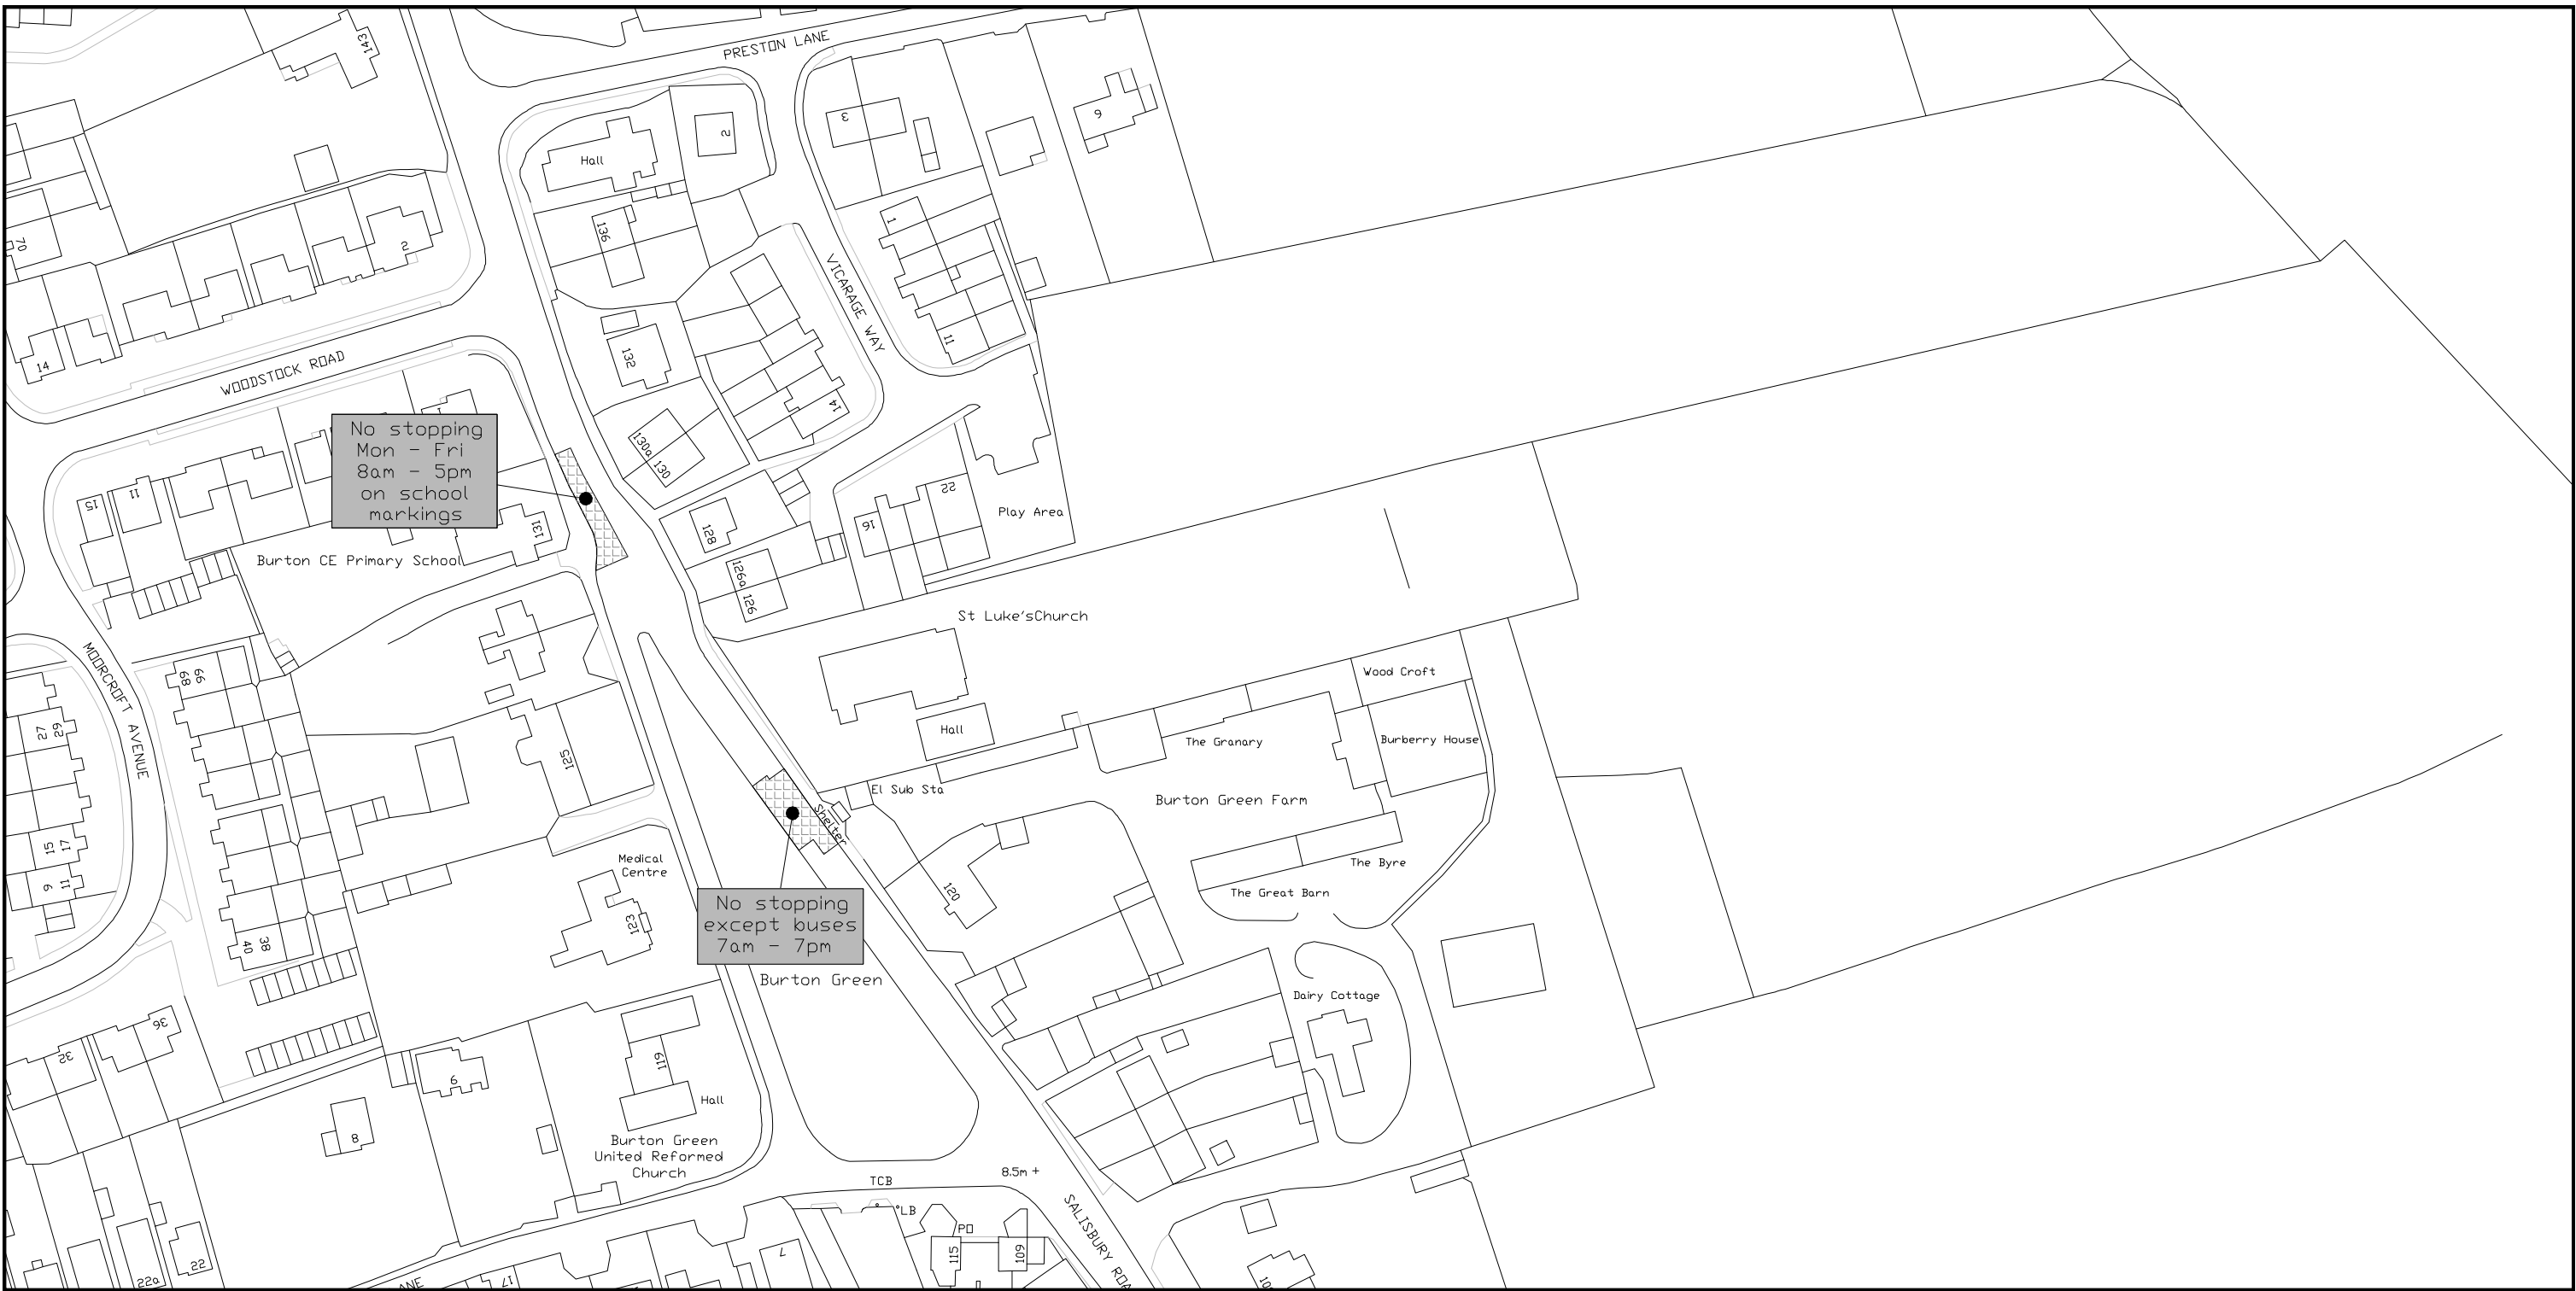 PRESTON LANE
143
Hall
2
3
9
136
1
70
2
VICARAGE WAY
132
11
14
WOODSTOCK ROAD
14
130a
130
No stopping
Mon - Fri
8am - 5pm
on school
markings
1
15
11
22
16
Play Area
128
131
Burton CE Primary School
126a
126
St Luke'sChurch
MOORCROFT AVENUE
68
66
Wood Croft
27
29
Hall
The Granary
Burberry House
125
El Sub Sta
Shelter
Burton Green Farm
15
17
Medical
Centre
The Byre
9
11
The Great Barn
120
123
No stopping
except buses
7am - 7pm
40
38
Burton Green
Dairy Cottage
36
32
119
6
Hall
8
Burton Green
United Reformed
Church
8.5m +
TCB
LB
PO
SALISBURY ROA
115
109
7
22
22a
17
ANE